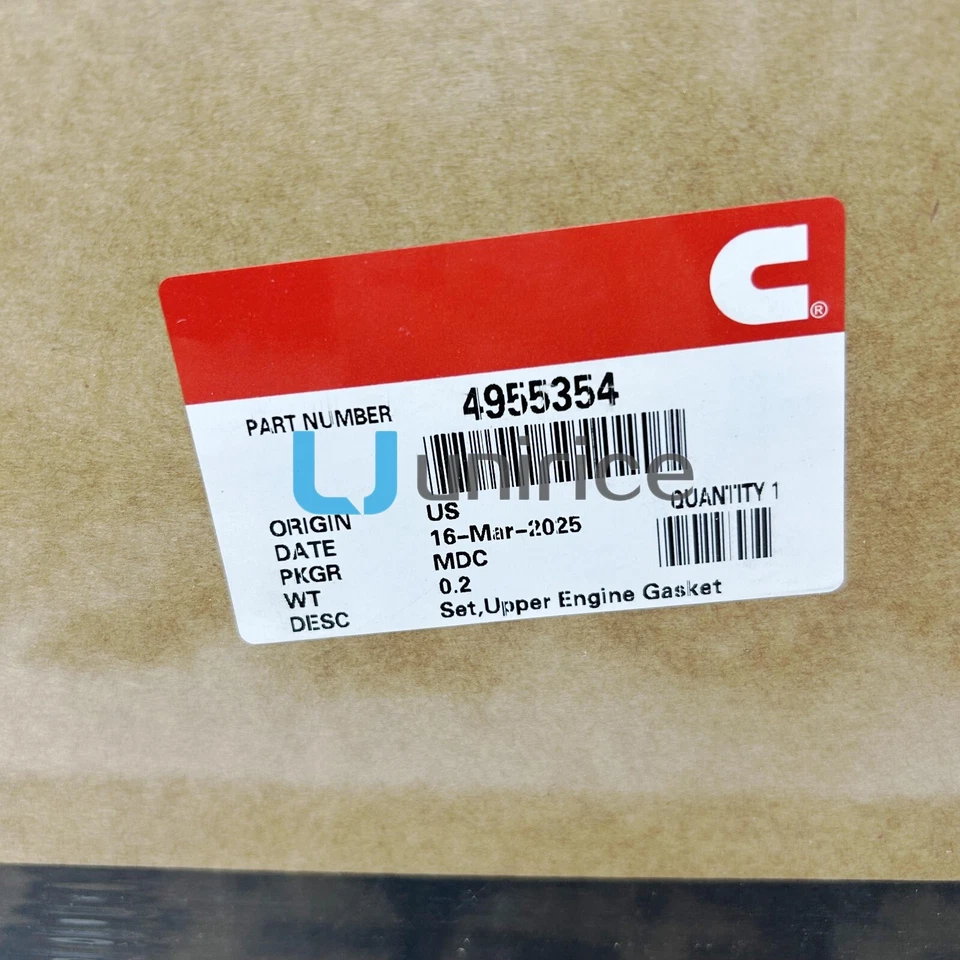 ®
PART NUMBER 4955354
unirice
QUANTITY 1
ORIGIN US
DATE 16-Mar-2025
PKGR MDC
WT 0.2
DESC Set,Upper Engine Gasket